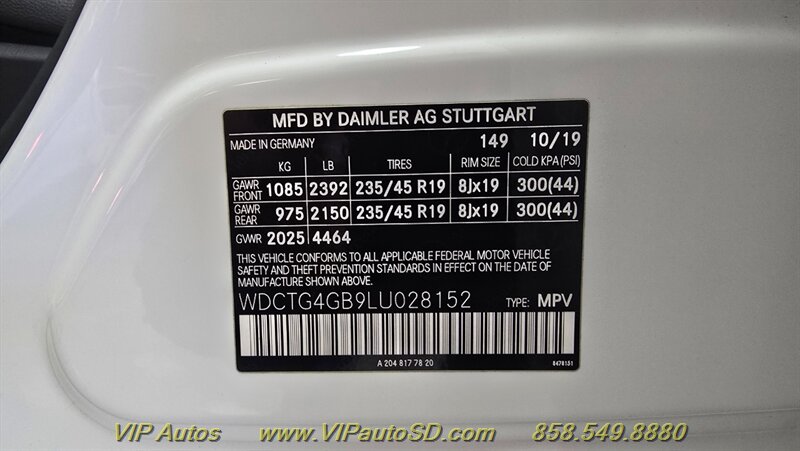 MFD BY DAIMLER AG STUTTGART
MADE IN GERMANY 149 10/19
KG LB TIRES RIM SIZE COLD KPA (PSI)
GAWR FRONT 1085 2392 235/45 R19 8Jx19 300(44)
GAWR REAR 975 2150 235/45 R19 8Jx19 300(44)
GVWR 2025 4464
THIS VEHICLE CONFORMS TO ALL APPLICABLE FEDERAL MOTOR VEHICLE
SAFETY AND THEFT PREVENTION STANDARDS IN EFFECT ON THE DATE
OF MANUFACTURE SHOWN ABOVE.
WDCTG4GB9LU028152 TYPE: MPV
A 204 817 78 20 8478151
VIP Autos www.VIPautoSD.com 858.549.8880